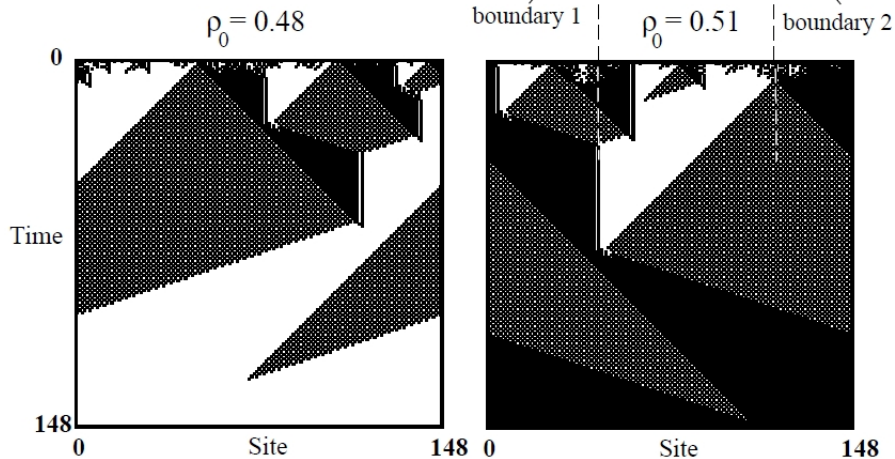 ρ0 = 0.48
boundary 1
ρ0 = 0.51
boundary 2
0
Time
148
0 Site 148
0 Site 148